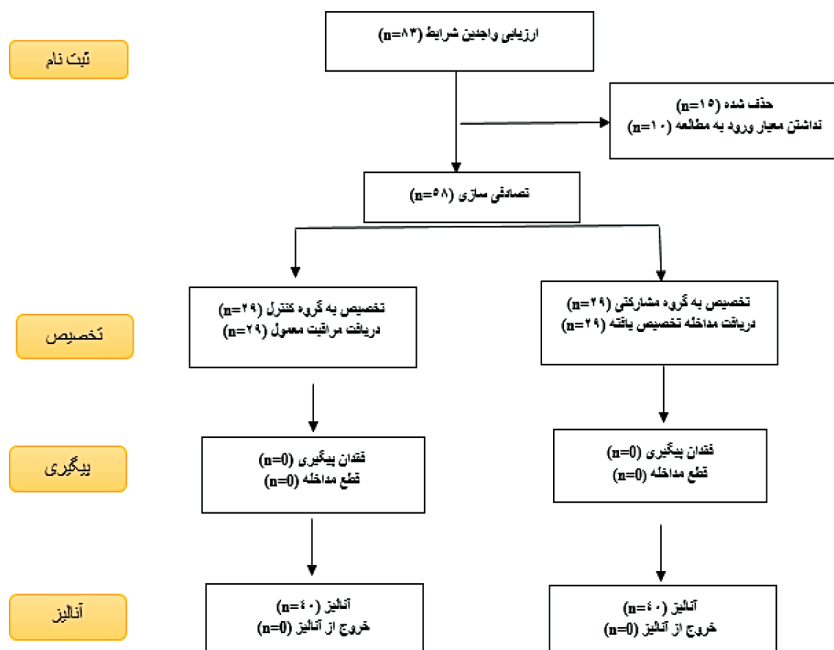 ثبت نام
ارزیابی واجدین شرایط (n=۸۳)
حذف شده (n=۱۵)
نداشتن معیار ورود به مطالعه (n=۱۰)
تصادفی سازی (n=۵۸)
تخصیص
تخصیص به گروه مشارکتی (n=۲۹)
دریافت مداخله تخصیص یافته (n=۲۹)
تخصیص به گروه کنترل (n=۲۹)
دریافت مراقبت معمول (n=۲۹)
پیگیری
فقدان پیگیری (n=0)
قطع مداخله (n=0)
فقدان پیگیری (n=0)
قطع مداخله (n=0)
آنالیز
آنالیز (n=٤٠)
خروج از آنالیز (n=0)
آنالیز (n=٤٠)
خروج از آنالیز (n=0)